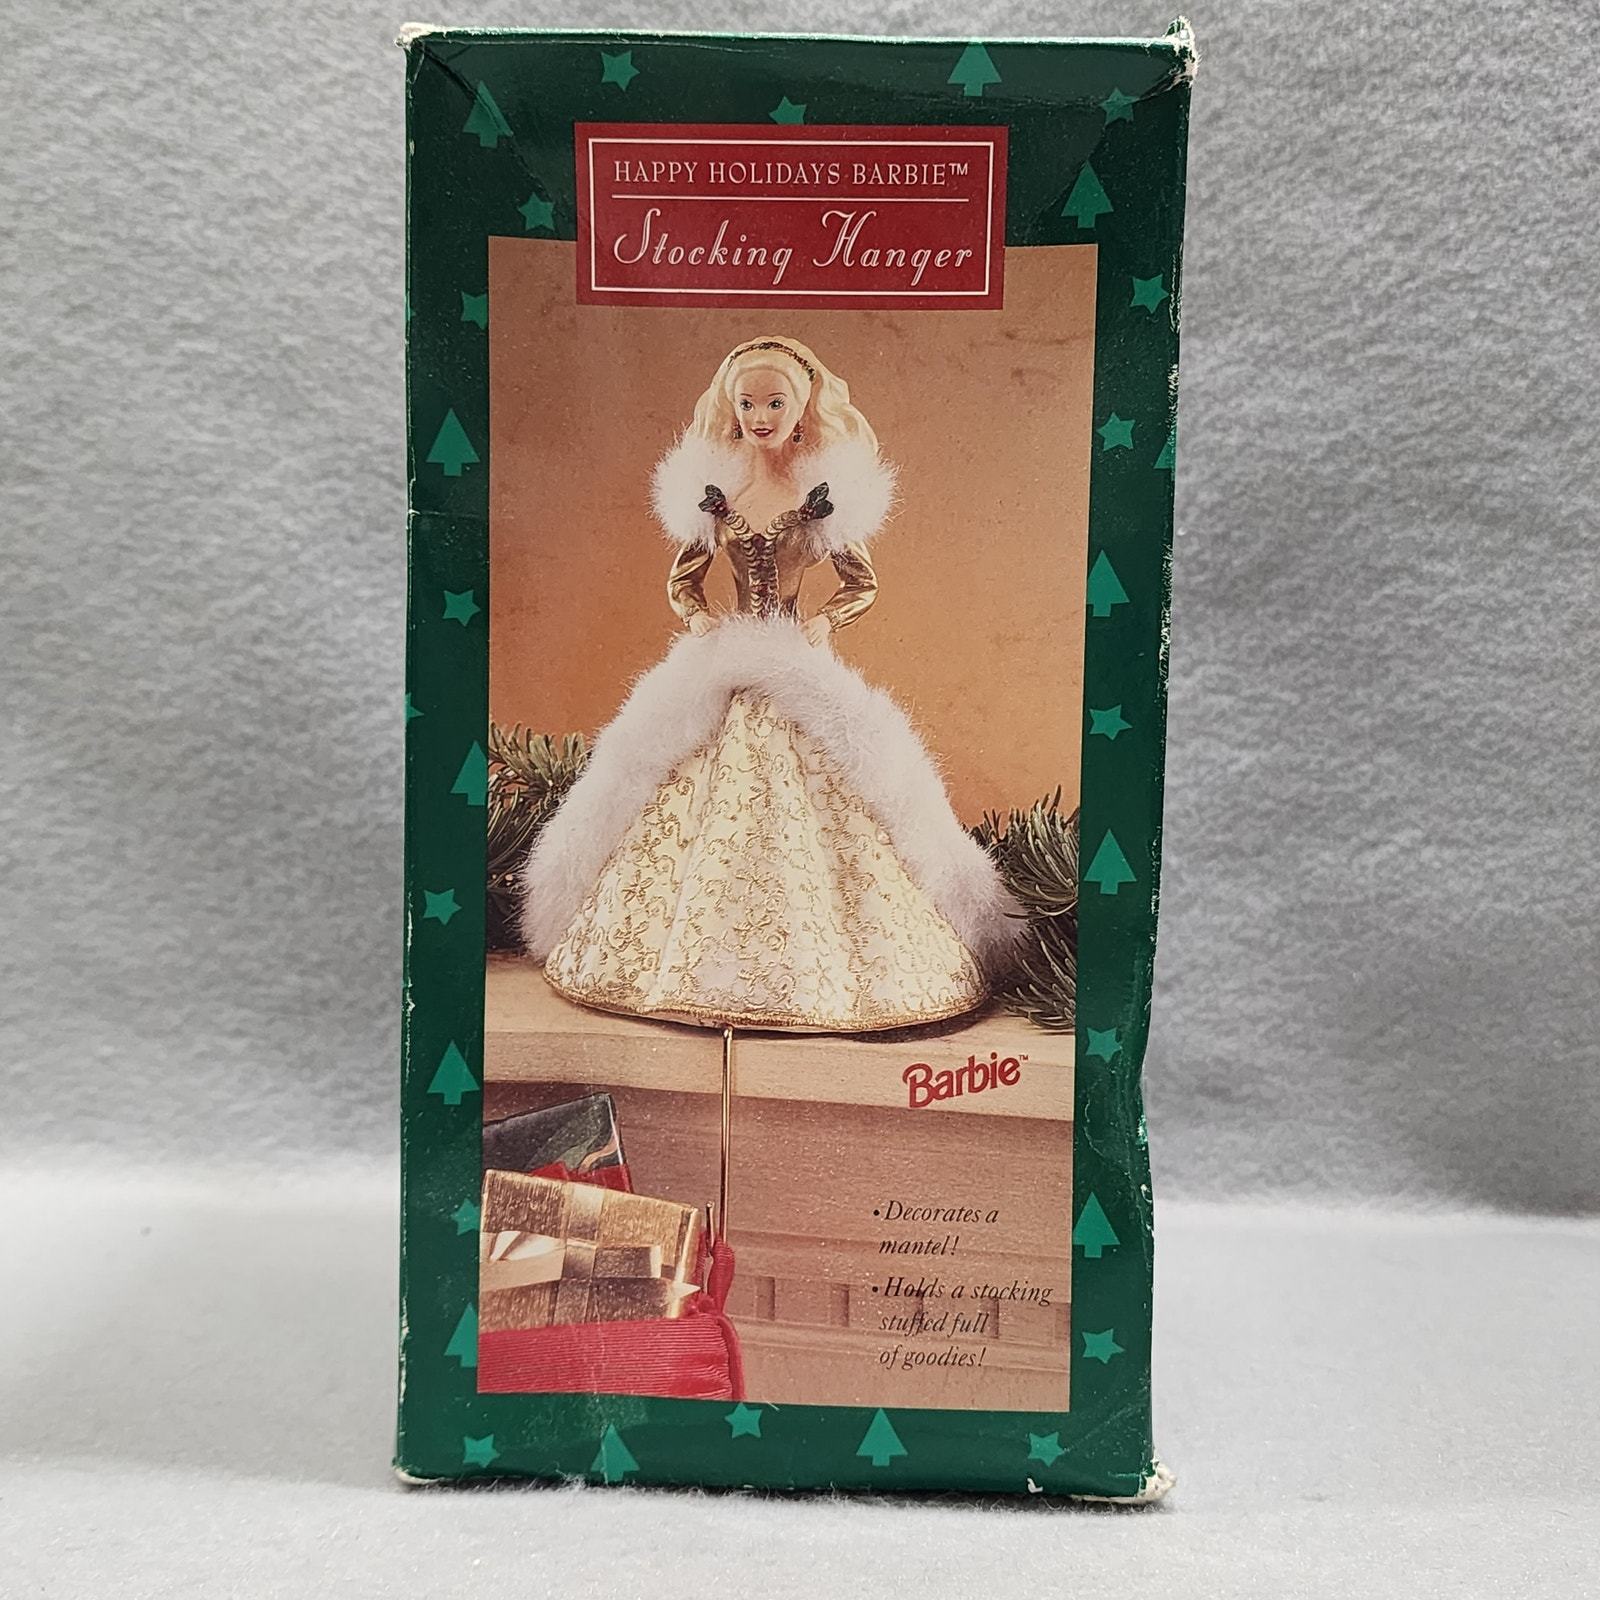 HAPPY HOLIDAYS BARBIE™
Stocking Hanger
Barbie™
• Decorates a
mantel!
• Holds a stocking
stuffed full
of goodies!